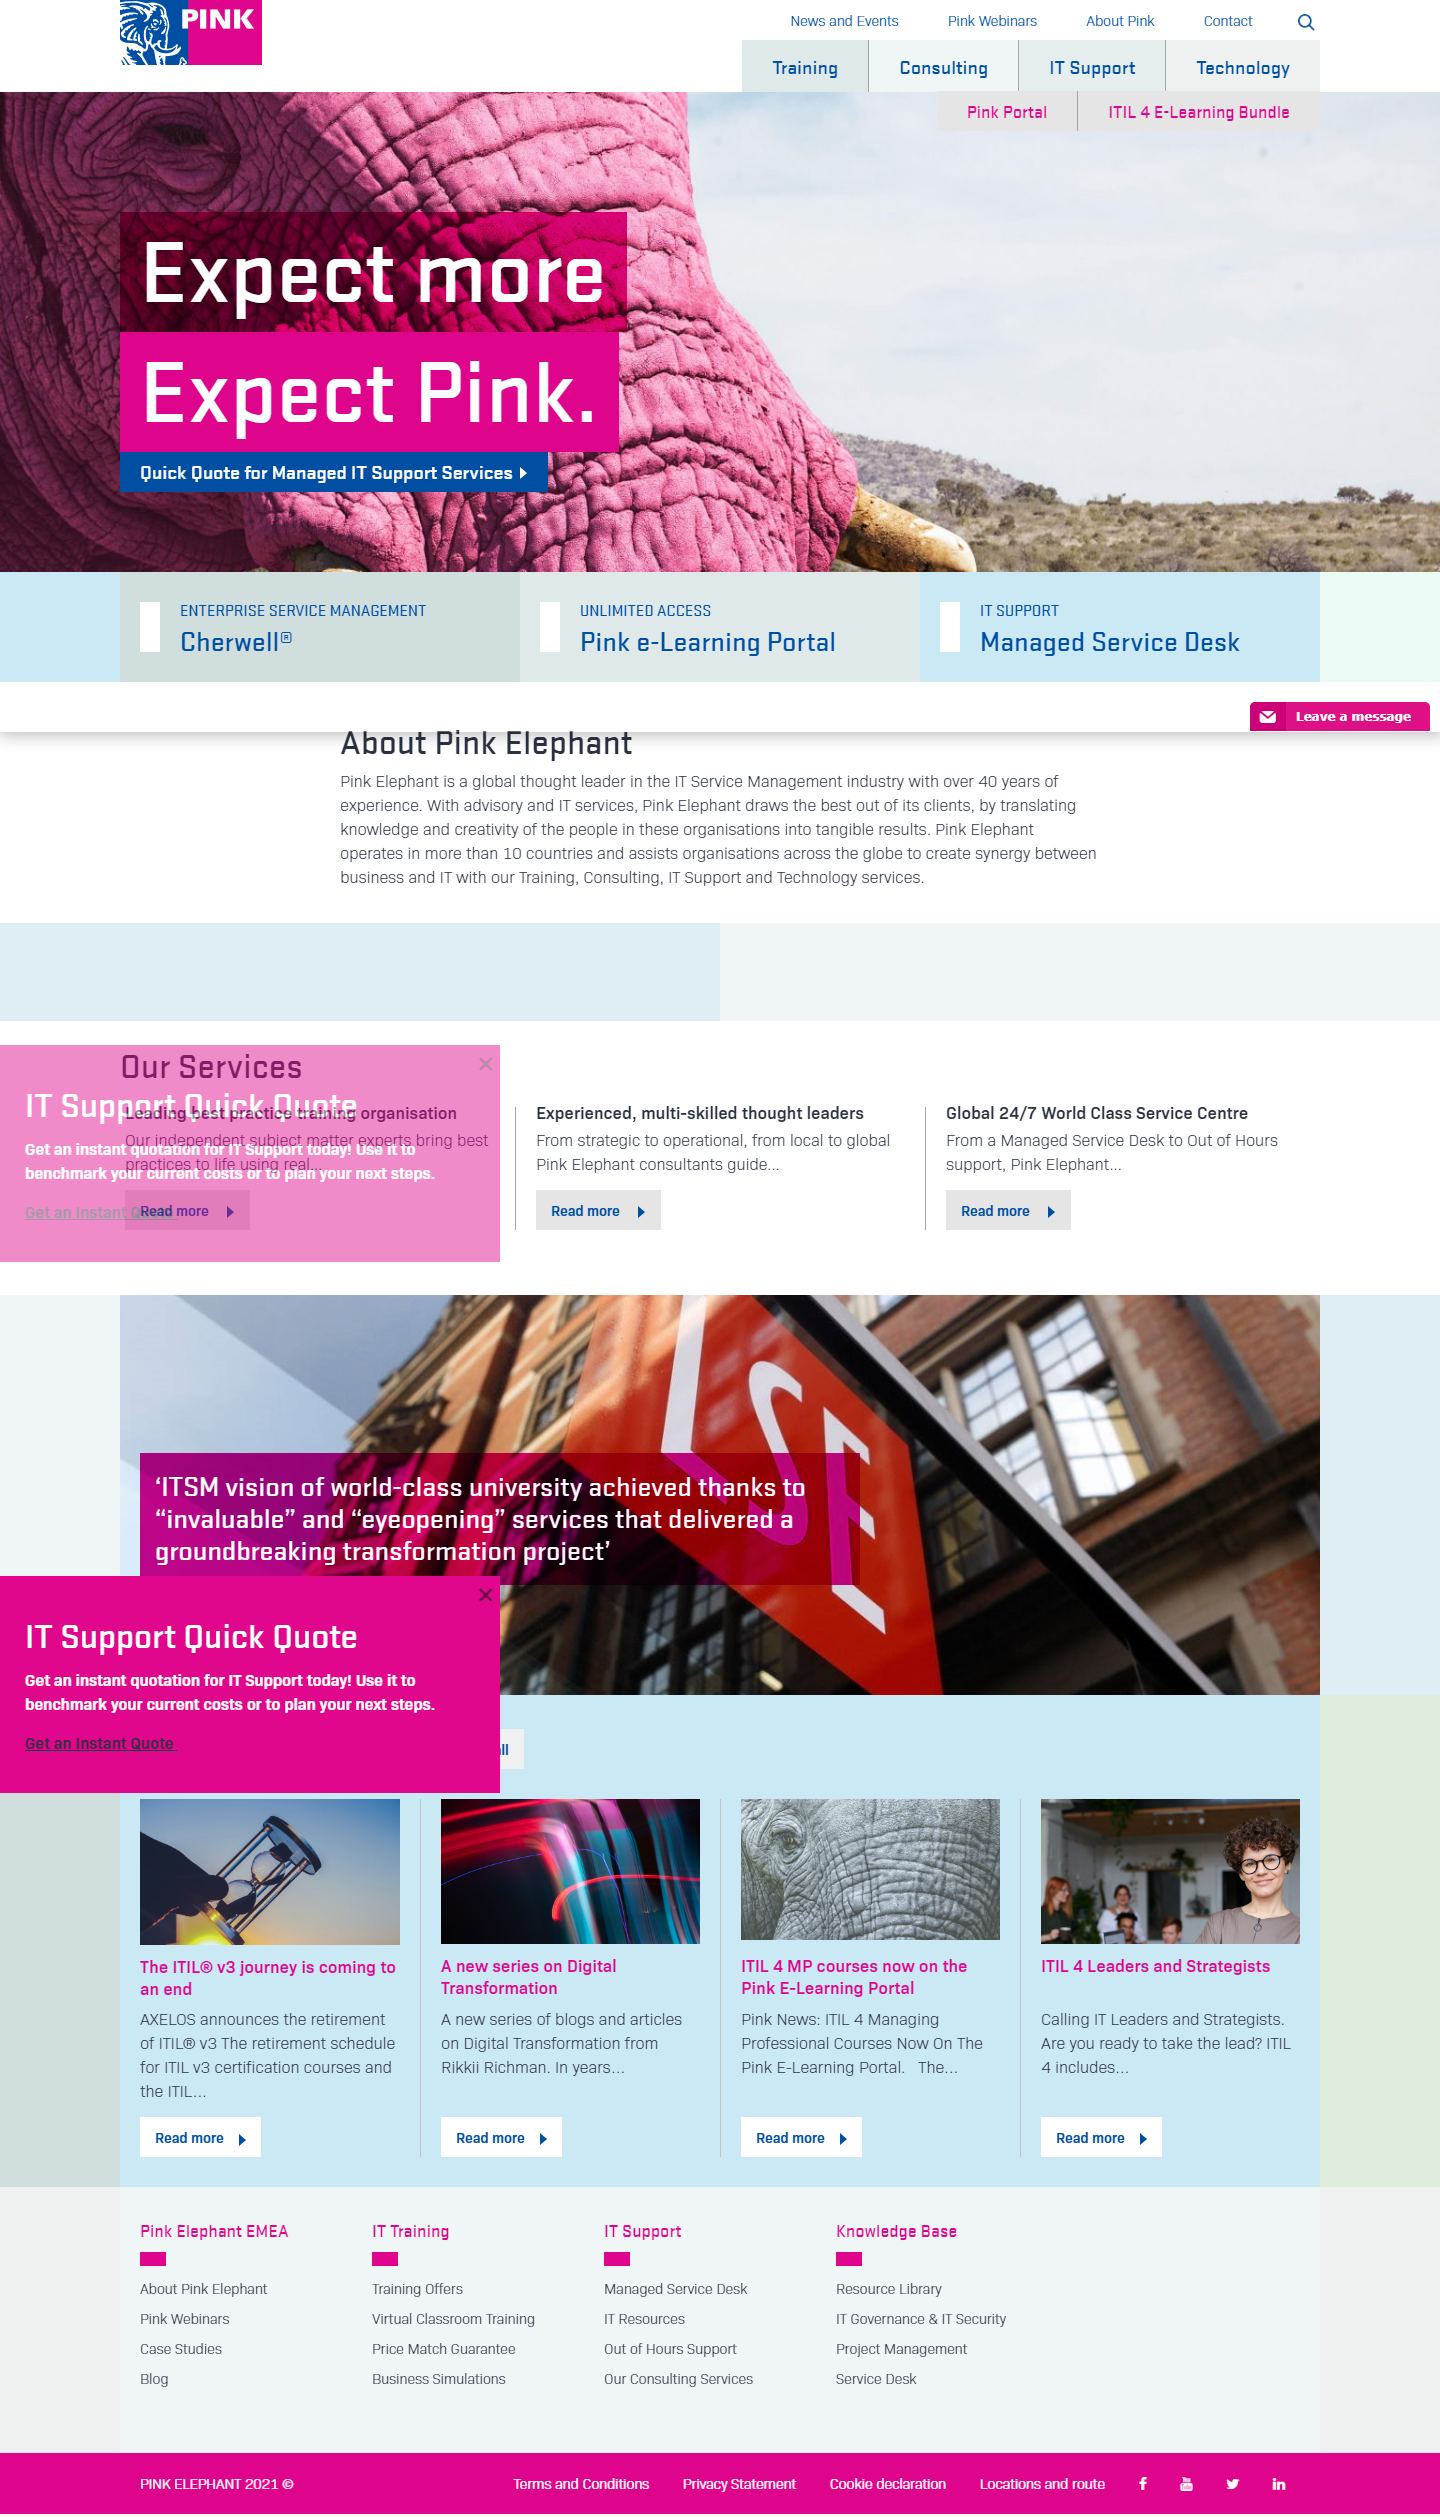 PINK
News and Events Pink Webinars About Pink Contact
Training Consulting IT Support Technology
Pink Portal ITIL 4 E-Learning Bundle
Expect more
Expect Pink.
Quick Quote for Managed IT Support Services
ENTERPRISE SERVICE MANAGEMENT
Cherwell®
UNLIMITED ACCESS
Pink e-Learning Portal
IT SUPPORT
Managed Service Desk
Leave a message
About Pink Elephant
Pink Elephant is a global thought leader in the IT Service Management industry with over 40 years of
experience. With advisory and IT services, Pink Elephant draws the best out of its clients, by translating
knowledge and creativity of the people in these organisations into tangible results. Pink Elephant
operates in more than 10 countries and assists organisations across the globe to create synergy between
business and IT with our Training, Consulting, IT Support and Technology services.
Our Services
Leading best practice training organisation
Our independent subject matter experts bring best
practices to life using real...
Read more
IT Support Quick Quote
Get an instant quotation for IT Support today! Use it to
benchmark your current costs or to plan your next steps.
Get an Instant Quote
Experienced, multi-skilled thought leaders
From strategic to operational, from local to global
Pink Elephant consultants guide...
Read more
Global 24/7 World Class Service Centre
From a Managed Service Desk to Out of Hours
support, Pink Elephant...
Read more
LSE
‘ITSM vision of world-class university achieved thanks to
“invaluable” and “eyeopening” services that delivered a
groundbreaking transformation project’
IT Support Quick Quote
Get an instant quotation for IT Support today! Use it to
benchmark your current costs or to plan your next steps.
Get an Instant Quote
The ITIL® v3 journey is coming to
an end
AXELOS announces the retirement
of ITIL® v3 The retirement schedule
for ITIL v3 certification courses and
the ITIL...
Read more
A new series on Digital
Transformation
A new series of blogs and articles
on Digital Transformation from
Rikkii Richman. In years...
Read more
ITIL 4 MP courses now on the
Pink E-Learning Portal
Pink News: ITIL 4 Managing
Professional Courses Now On The
Pink E-Learning Portal. The...
Read more
ITIL 4 Leaders and Strategists
Calling IT Leaders and Strategists.
Are you ready to take the lead? ITIL
4 includes...
Read more
Pink Elephant EMEA
About Pink Elephant
Pink Webinars
Case Studies
Blog
IT Training
Training Offers
Virtual Classroom Training
Price Match Guarantee
Business Simulations
IT Support
Managed Service Desk
IT Resources
Out of Hours Support
Our Consulting Services
Knowledge Base
Resource Library
IT Governance & IT Security
Project Management
Service Desk
PINK ELEPHANT 2021 © Terms and Conditions Privacy Statement Cookie declaration Locations and route